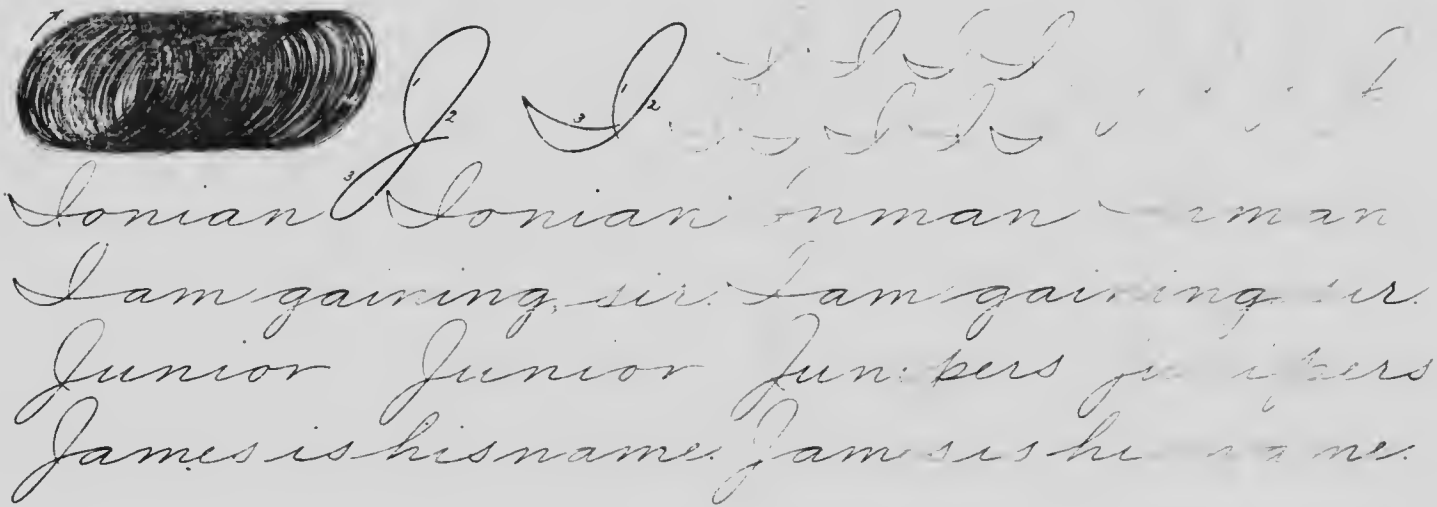 J I
Ionian Ionian Inman
I am gaining, sir. I am gaining sir.
Junior Junior Junipers Junipers
James is his name. James is his name.